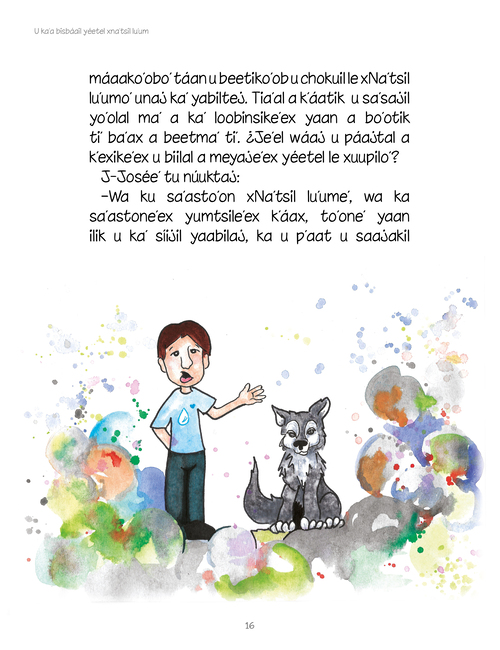 U ka'a bisbáail yéetel xna'tsil lu'um
máaako'obo' táan u beetiko'ob u chokuil le xNa'tsil
lu'umo' unaj ka' yabiltej. Tia'al a k'áatik u sa'sajil
yo'olal ma' a ka' loobinsike'ex yaan a bo'otik
ti' ba'ax a beetma' ti'. ¿Je'el wáaj u páajtal a
k'exike'ex u biilal a meyaje'ex yéetel le xuupilo'?
J-Josée' tu núuktaj:
–Wa ku sa'asto'on xNa'tsil lu'ume', wa ka
sa'astone'ex yumtsile'ex k'áax, to'one' yaan
ilik u ka' síijil yaabilaj, ka u p'aat u saajakil
16